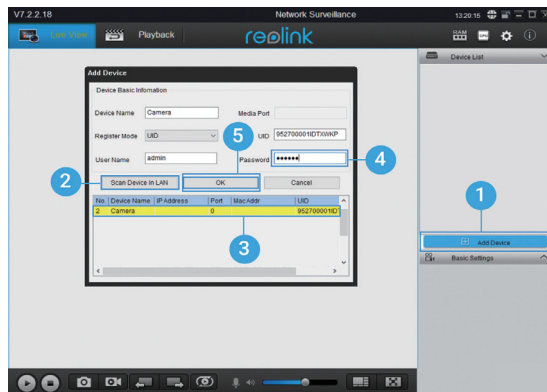 V7.2.2.18
Network Surveillance
13:20:15
Live View
Playback
reolink
RAM
CPU
Device List
Add Device
Device Basic Infomation
Device Name
Camera
Media Port
5
Register Mode
UID
UID
952700001IDTXWKP
4
User Name
admin
Password
••••••
2
Scan Device In LAN
OK
Cancel
1
No. Device Name IP Address Port Mac Addr UID
2 Camera 0 952700001ID
3
Add Device
Basic Settings